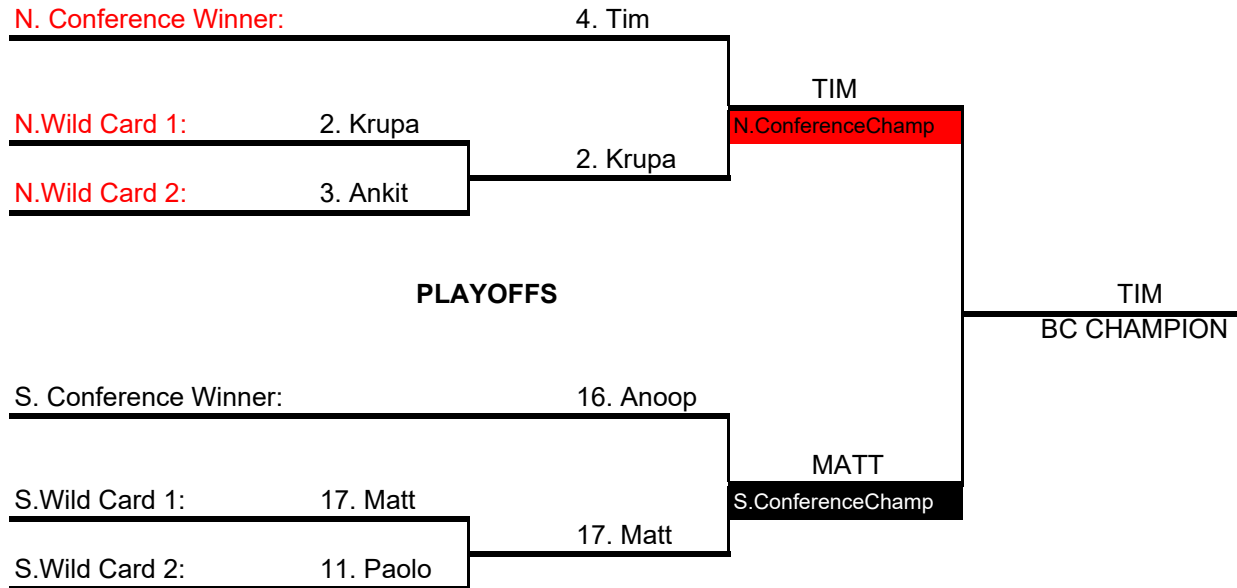 N. Conference Winner: 4. Tim
TIM
N.Wild Card 1: 2. Krupa
N.ConferenceChamp
2. Krupa
N.Wild Card 2: 3. Ankit
PLAYOFFS
TIM
BC CHAMPION
S. Conference Winner: 16. Anoop
MATT
S.Wild Card 1: 17. Matt
S.ConferenceChamp
17. Matt
S.Wild Card 2: 11. Paolo